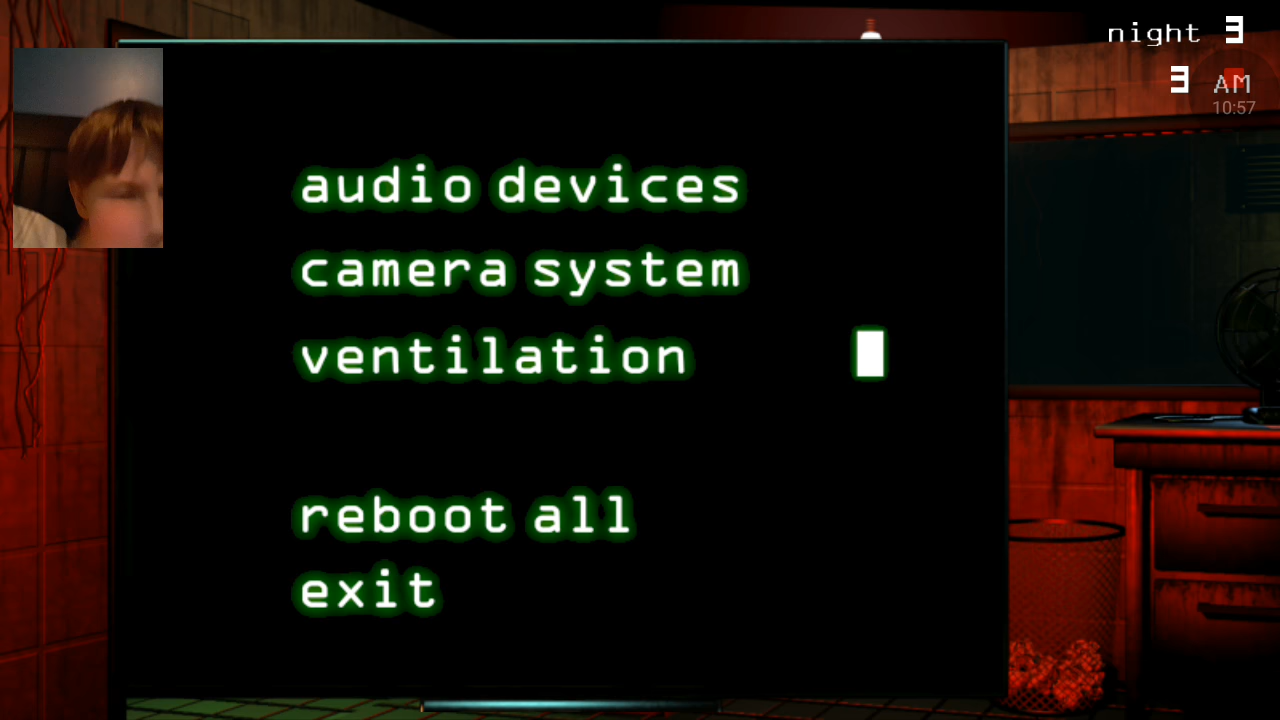 night 3
3 AM
10:57
audio devices
camera system
ventilation
reboot all
exit